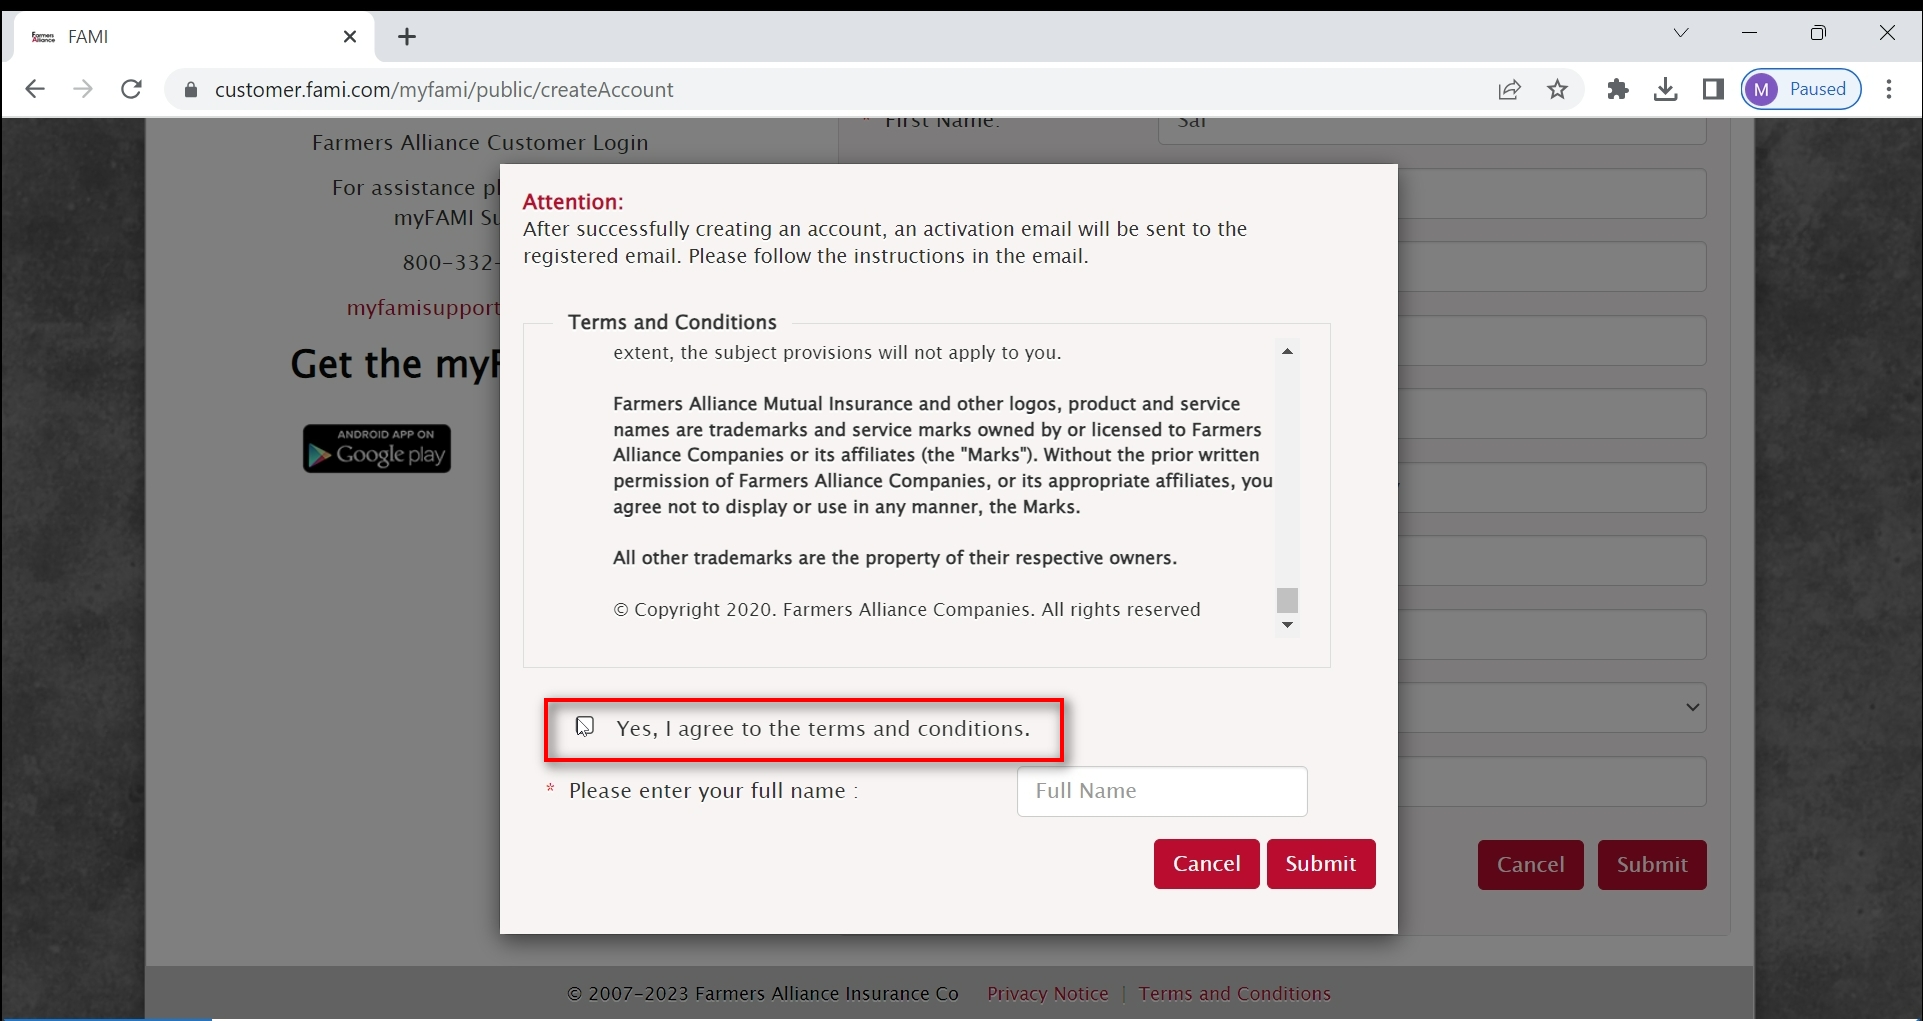 Farmers Alliance
FAMI
customer.fami.com/myfami/public/createAccount
M
Paused
Farmers Alliance Customer Login
* First Name:
Sai
For assistance pl
myFAMI Su
800-332-
myfamisupport
Get the myF
ANDROID APP ON
Google play
Attention:
After successfully creating an account, an activation email will be sent to the
registered email. Please follow the instructions in the email.
Terms and Conditions
extent, the subject provisions will not apply to you.
Farmers Alliance Mutual Insurance and other logos, product and service
names are trademarks and service marks owned by or licensed to Farmers
Alliance Companies or its affiliates (the "Marks"). Without the prior written
permission of Farmers Alliance Companies, or its appropriate affiliates, you
agree not to display or use in any manner, the Marks.
All other trademarks are the property of their respective owners.
© Copyright 2020. Farmers Alliance Companies. All rights reserved
Yes, I agree to the terms and conditions.
* Please enter your full name :
Full Name
Cancel
Submit
Cancel
Submit
© 2007-2023 Farmers Alliance Insurance Co Privacy Notice | Terms and Conditions